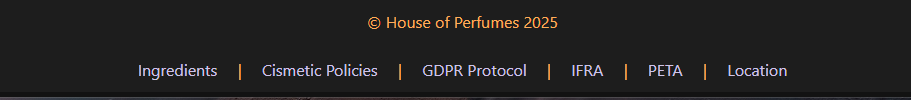 © House of Perfumes 2025
Ingredients | Cismetic Policies | GDPR Protocol | IFRA | PETA | Location